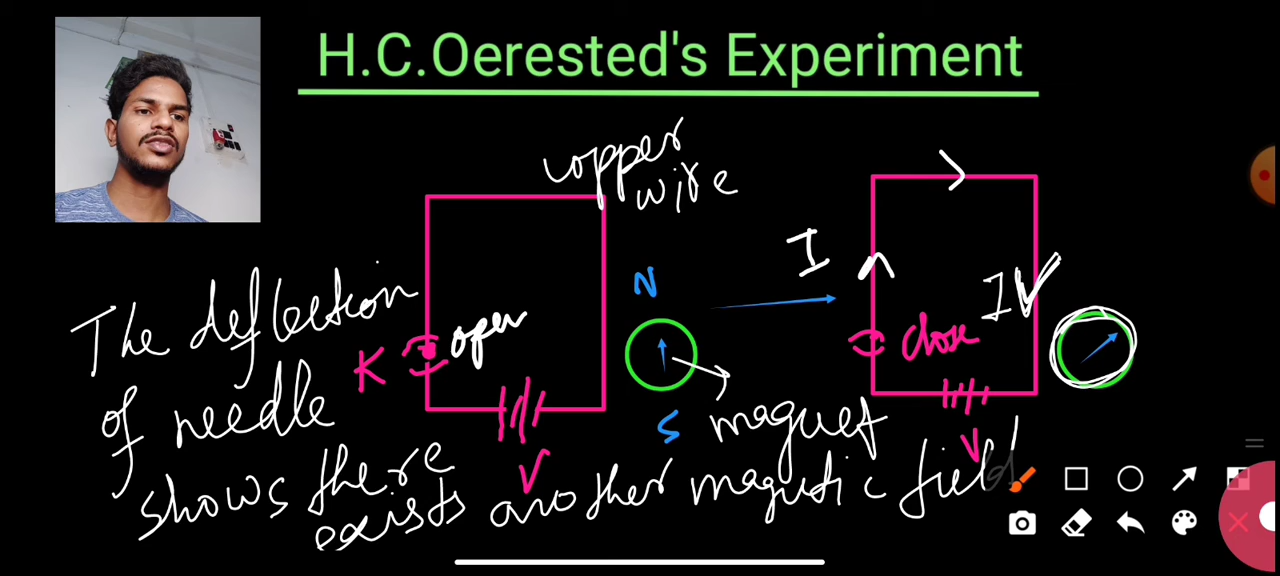 H.C.Oerested's Experiment
copper
wire
The deflection
of needle
shows there
exists another magnetic field
K
open
V
N
S
magnet
I
I
close
V